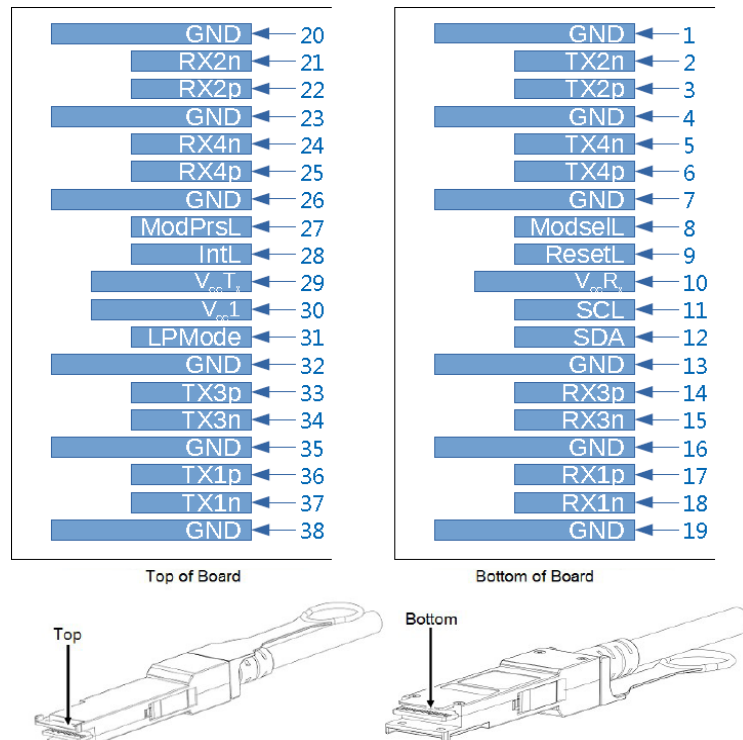 GND 20
RX2n 21
RX2p 22
GND 23
RX4n 24
RX4p 25
GND 26
ModPrsL 27
IntL 28
V∞Tx 29
V∞1 30
LPMode 31
GND 32
TX3p 33
TX3n 34
GND 35
TX1p 36
TX1n 37
GND 38
Top of Board
GND 1
TX2n 2
TX2p 3
GND 4
TX4n 5
TX4p 6
GND 7
ModselL 8
ResetL 9
V∞Rx 10
SCL 11
SDA 12
GND 13
RX3p 14
RX3n 15
GND 16
RX1p 17
RX1n 18
GND 19
Bottom of Board
Top
Bottom